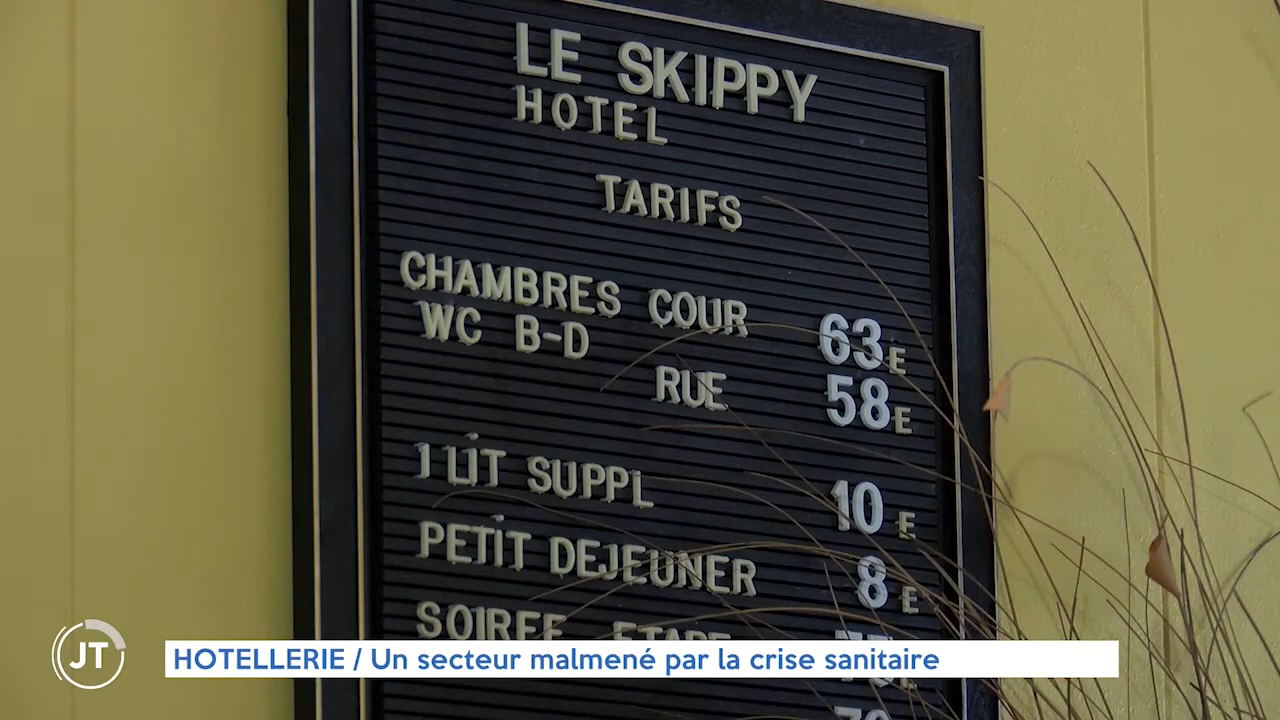 LE SKIPPY
HOTEL
TARIFS
CHAMBRES COUR 63E
WC B-D
RUE 58E
1 LIT SUPPL 10 E
PETIT DEJEUNER 8 E
SOIREE ETAPE
JT
HOTELLERIE / Un secteur malmené par la crise sanitaire